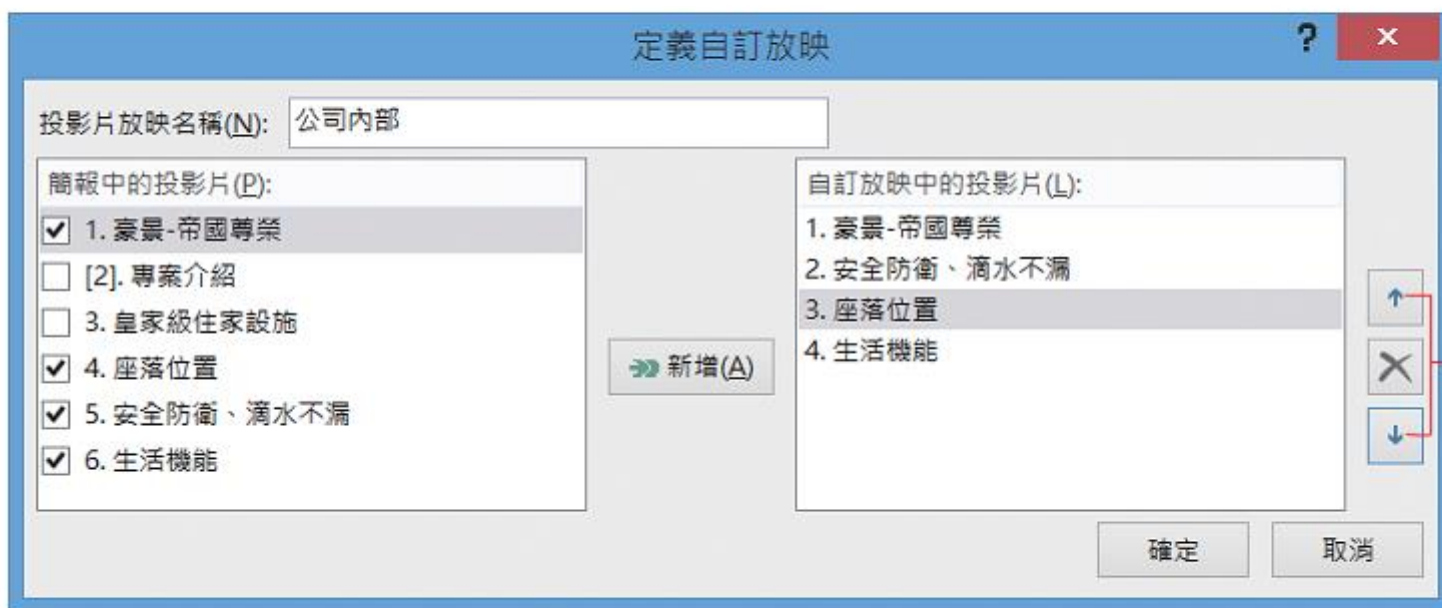 定義自訂放映
?
投影片放映名稱(N): 公司內部
簡報中的投影片(P):
1. 豪景-帝國尊榮
[2]. 專案介紹
3. 皇家級住家設施
4. 座落位置
5. 安全防衛、滴水不漏
6. 生活機能
新增(A)
自訂放映中的投影片(L):
1. 豪景-帝國尊榮
2. 安全防衛、滴水不漏
3. 座落位置
4. 生活機能
確定
取消